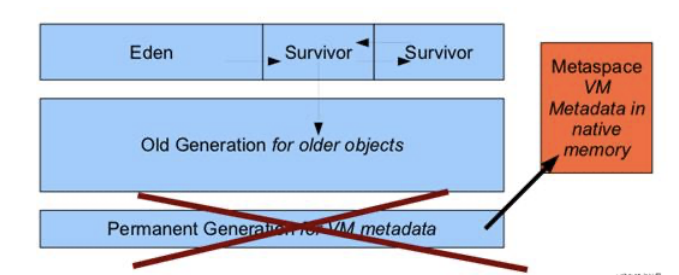 Eden
Survivor
Survivor
Metaspace
VM
Metadata in
native
memory
Old Generation for older objects
Permanent Generation for VM metadata